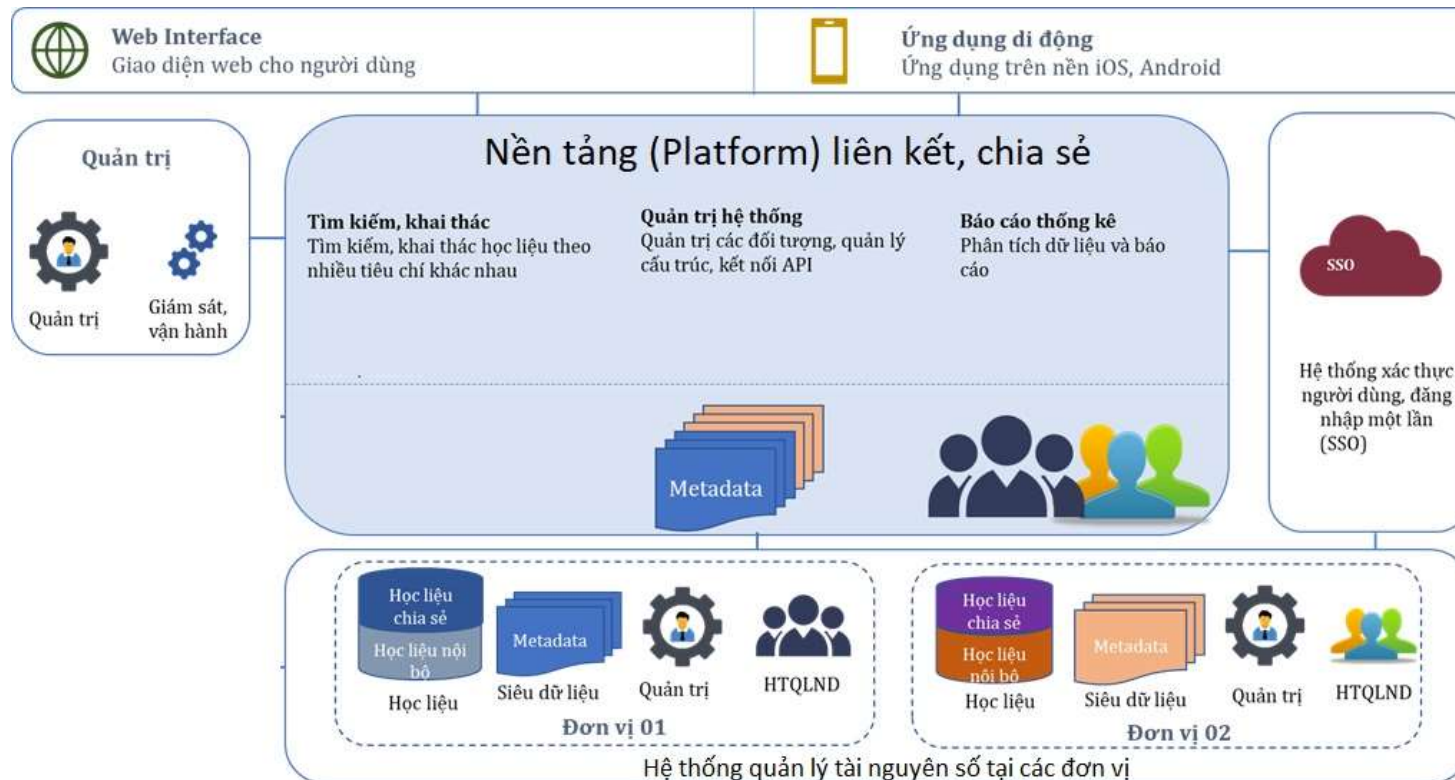 Web Interface
Giao diện web cho người dùng
Ứng dụng di động
Ứng dụng trên nền iOS, Android
Quản trị
Quản trị
Giám sát,
vận hành
Nền tảng (Platform) liên kết, chia sẻ
Tìm kiếm, khai thác
Tìm kiếm, khai thác học liệu theo
nhiều tiêu chí khác nhau
Quản trị hệ thống
Quản trị các đối tượng, quản lý
cấu trúc, kết nối API
Báo cáo thống kê
Phân tích dữ liệu và báo
cáo
Metadata
SSO
Hệ thống xác thực
người dùng, đăng
nhập một lần
(SSO)
Học liệu
chia sẻ
Học liệu nội
bộ
Học liệu
Metadata
Siêu dữ liệu
Quản trị
HTQLND
Đơn vị 01
Học liệu
chia sẻ
Học liệu
nội bộ
Học liệu
Metadata
Siêu dữ liệu
Quản trị
HTQLND
Đơn vị 02
Hệ thống quản lý tài nguyên số tại các đơn vị